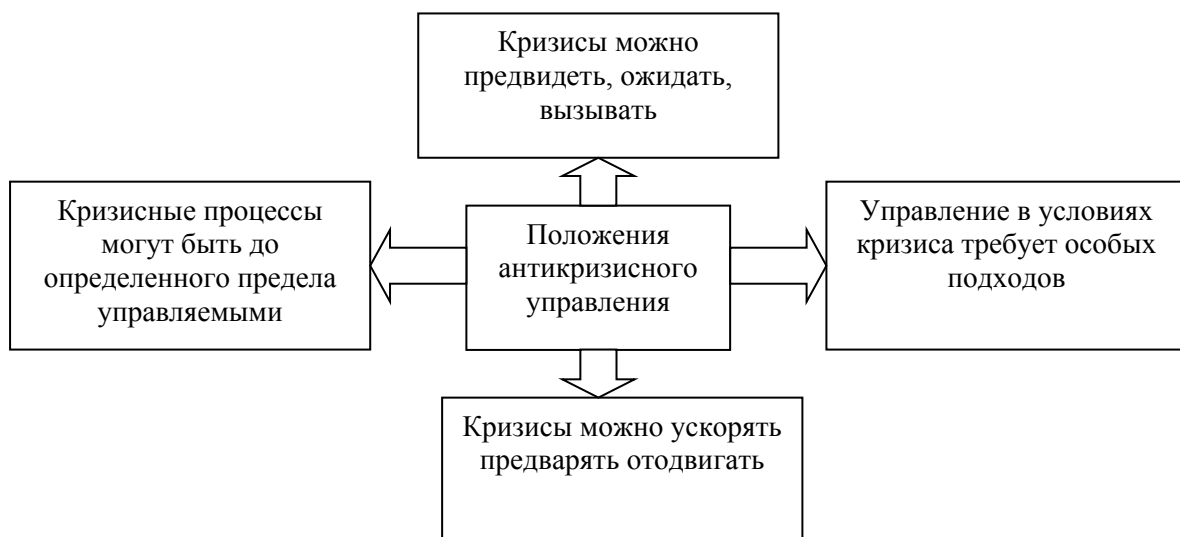 Кризисы можно
предвидеть, ожидать,
вызывать
Кризисные процессы
могут быть до
определенного предела
управляемыми
Положения
антикризисного
управления
Управление в условиях
кризиса требует особых
подходов
Кризисы можно ускорять
предварять отодвигать